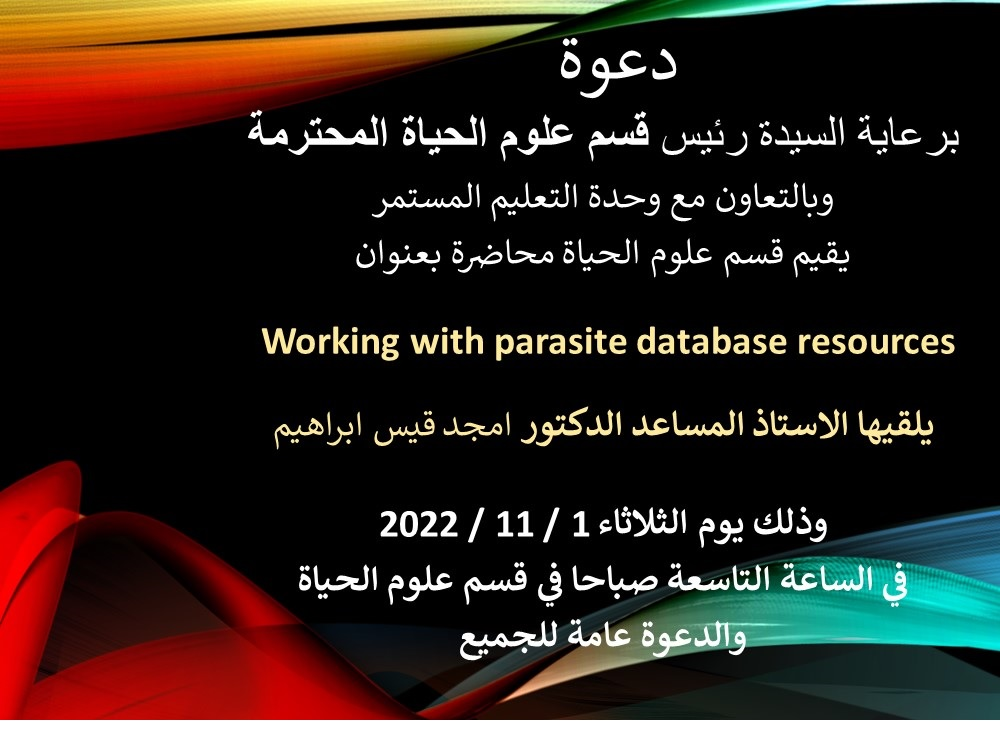 دعوة
برعاية السيدة رئيس قسم علوم الحياة المحترمة
وبالتعاون مع وحدة التعليم المستمر
يقيم قسم علوم الحياة محاضرة بعنوان
Working with parasite database resources
يلقيها الاستاذ المساعد الدكتور امجد قيس ابراهيم
وذلك يوم الثلاثاء 1 / 11 / 2022
في الساعة التاسعة صباحا في قسم علوم الحياة
والدعوة عامة للجميع